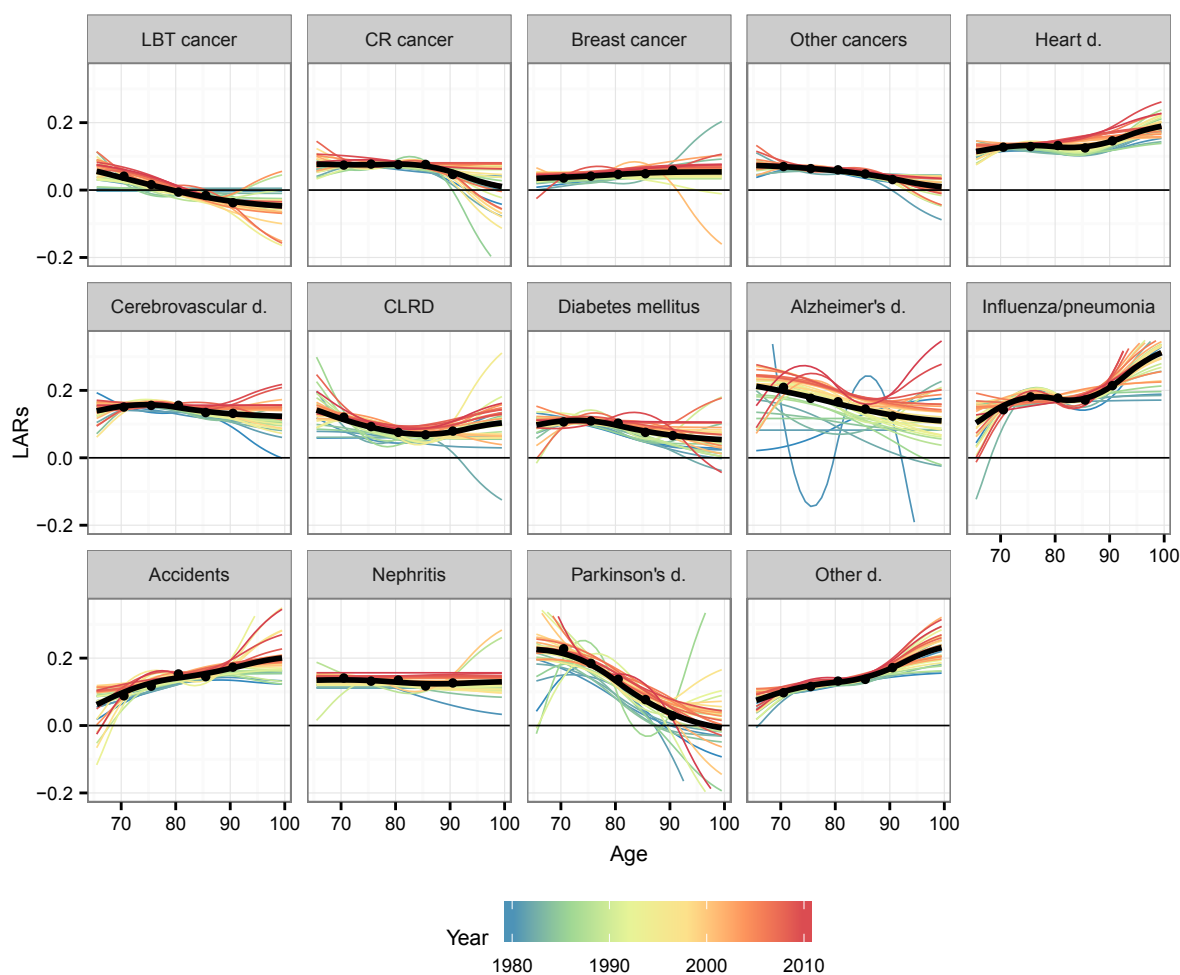 LBT cancer CR cancer Breast cancer Other cancers Heart d.
0.2
0.0
−0.2
Cerebrovascular d. CLRD Diabetes mellitus Alzheimer's d. Influenza/pneumonia
0.2
0.0
−0.2
LARs
70 80 90 100
Accidents Nephritis Parkinson's d. Other d.
0.2
0.0
−0.2
70 80 90 100 70 80 90 100 70 80 90 100 70 80 90 100
Age
Year
1980 1990 2000 2010